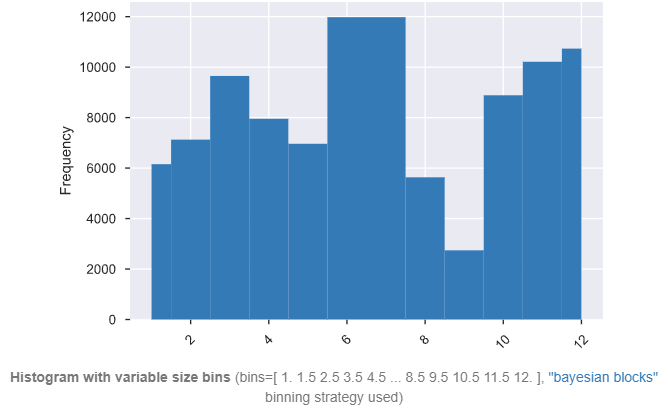 12000
10000
8000
6000
4000
2000
0
Frequency
2 4 6 8 10 12
Histogram with variable size bins (bins=[ 1. 1.5 2.5 3.5 4.5 ... 8.5 9.5 10.5 11.5 12. ], "bayesian blocks"
binning strategy used)